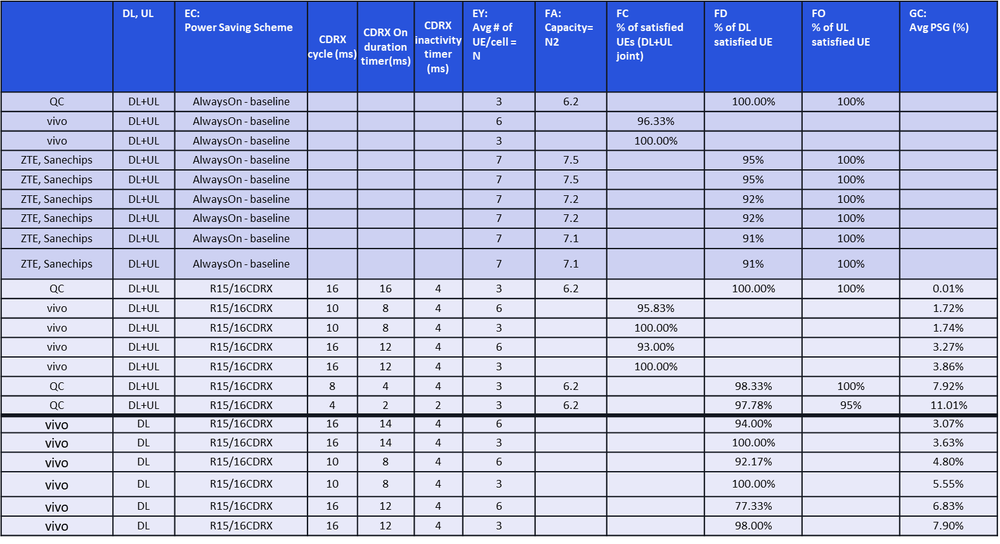 DL, UL EC: EY: FA: FC FD FO GC:
Power Saving Scheme CDRX cycle (ms) CDRX On duration timer(ms) CDRX inactivity timer (ms) Avg # of UE/cell = N Capacity= N2 % of satisfied UEs (DL+UL joint) % of DL satisfied UE % of UL satisfied UE Avg PSG (%)
QC DL+UL AlwaysOn - baseline 3 6.2 100.00% 100%
vivo DL+UL AlwaysOn - baseline 6 96.33%
vivo DL+UL AlwaysOn - baseline 3 100.00%
ZTE, Sanechips DL+UL AlwaysOn - baseline 7 7.5 95% 100%
ZTE, Sanechips DL+UL AlwaysOn - baseline 7 7.5 95% 100%
ZTE, Sanechips DL+UL AlwaysOn - baseline 7 7.2 92% 100%
ZTE, Sanechips DL+UL AlwaysOn - baseline 7 7.2 92% 100%
ZTE, Sanechips DL+UL AlwaysOn - baseline 7 7.1 91% 100%
ZTE, Sanechips DL+UL AlwaysOn - baseline 7 7.1 91% 100%
QC DL+UL R15/16CDRX 16 16 4 3 6.2 100.00% 100% 0.01%
vivo DL+UL R15/16CDRX 10 8 4 6 95.83% 1.72%
vivo DL+UL R15/16CDRX 10 8 4 3 100.00% 1.74%
vivo DL+UL R15/16CDRX 16 12 4 6 93.00% 3.27%
vivo DL+UL R15/16CDRX 16 12 4 3 100.00% 3.86%
QC DL+UL R15/16CDRX 8 4 4 3 6.2 98.33% 100% 7.92%
QC DL+UL R15/16CDRX 4 2 2 3 6.2 97.78% 95% 11.01%
vivo DL R15/16CDRX 16 14 4 6 94.00% 3.07%
vivo DL R15/16CDRX 16 14 4 3 100.00% 3.63%
vivo DL R15/16CDRX 10 8 4 6 92.17% 4.80%
vivo DL R15/16CDRX 10 8 4 3 100.00% 5.55%
vivo DL R15/16CDRX 16 12 4 6 77.33% 6.83%
vivo DL R15/16CDRX 16 12 4 3 98.00% 7.90%